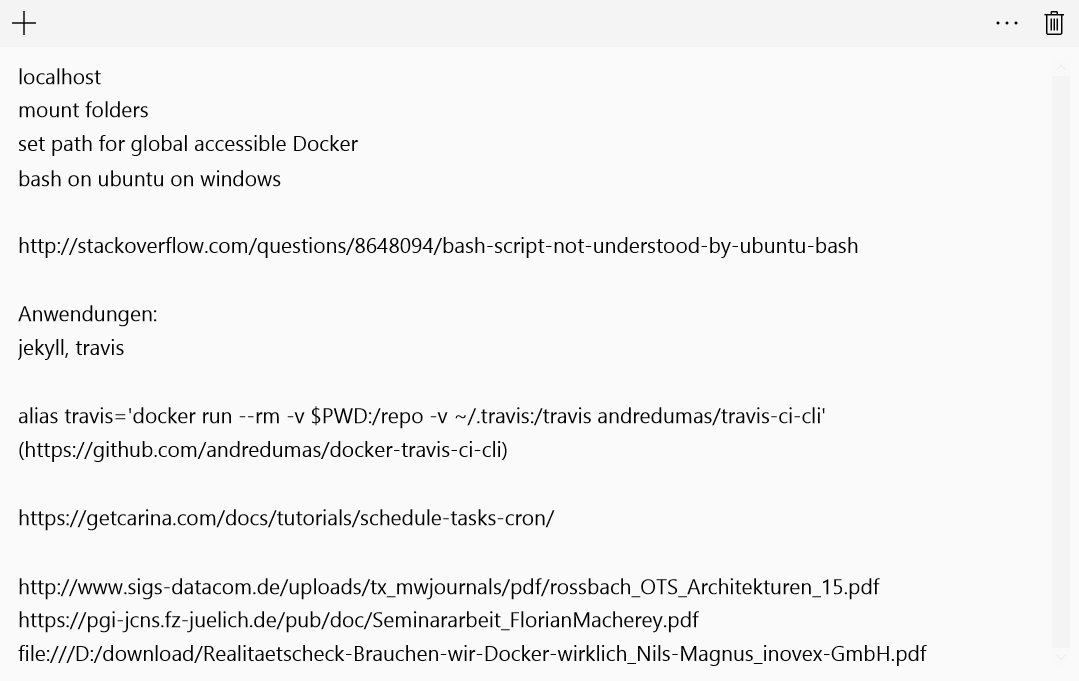 localhost
mount folders
set path for global accessible Docker
bash on ubuntu on windows
http://stackoverflow.com/questions/8648094/bash-script-not-understood-by-ubuntu-bash
Anwendungen:
jekyll, travis
alias travis='docker run --rm -v $PWD:/repo -v ~/.travis:/travis andredumas/travis-ci-cli'
(https://github.com/andredumas/docker-travis-ci-cli)
https://getcarina.com/docs/tutorials/schedule-tasks-cron/
http://www.sigs-datacom.de/uploads/tx_mwjournals/pdf/rossbach_OTS_Architekturen_15.pdf
https://pgi-jcns.fz-juelich.de/pub/doc/Seminararbeit_FlorianMacherey.pdf
file:///D:/download/Realitaetscheck-Brauchen-wir-Docker-wirklich_Nils-Magnus_inovex-GmbH.pdf